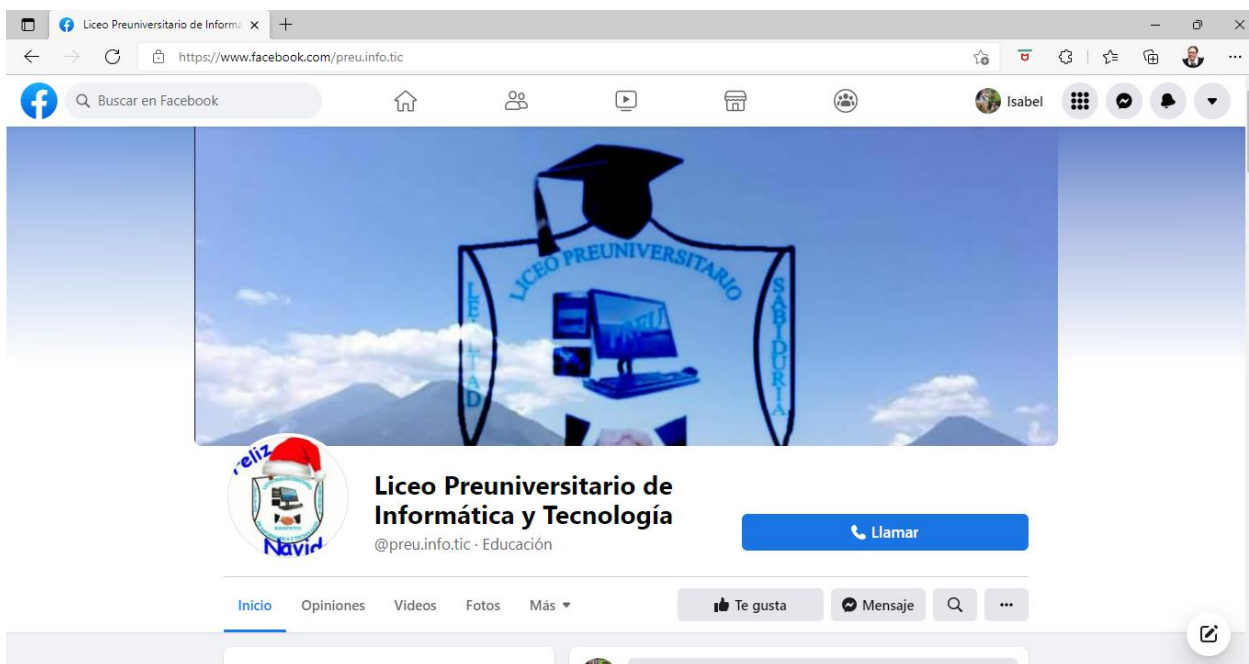 Liceo Preuniversitario de Inform
https://www.facebook.com/preu.info.tic
Buscar en Facebook
Isabel
LICEO PREUNIVERSITARIO
LEALTAD
SABIDURIA
PREU
Feliz
Navid
Liceo Preuniversitario de
Informática y Tecnología
@preu.info.tic · Educación
Llamar
Inicio Opiniones Videos Fotos Más
Te gusta Mensaje